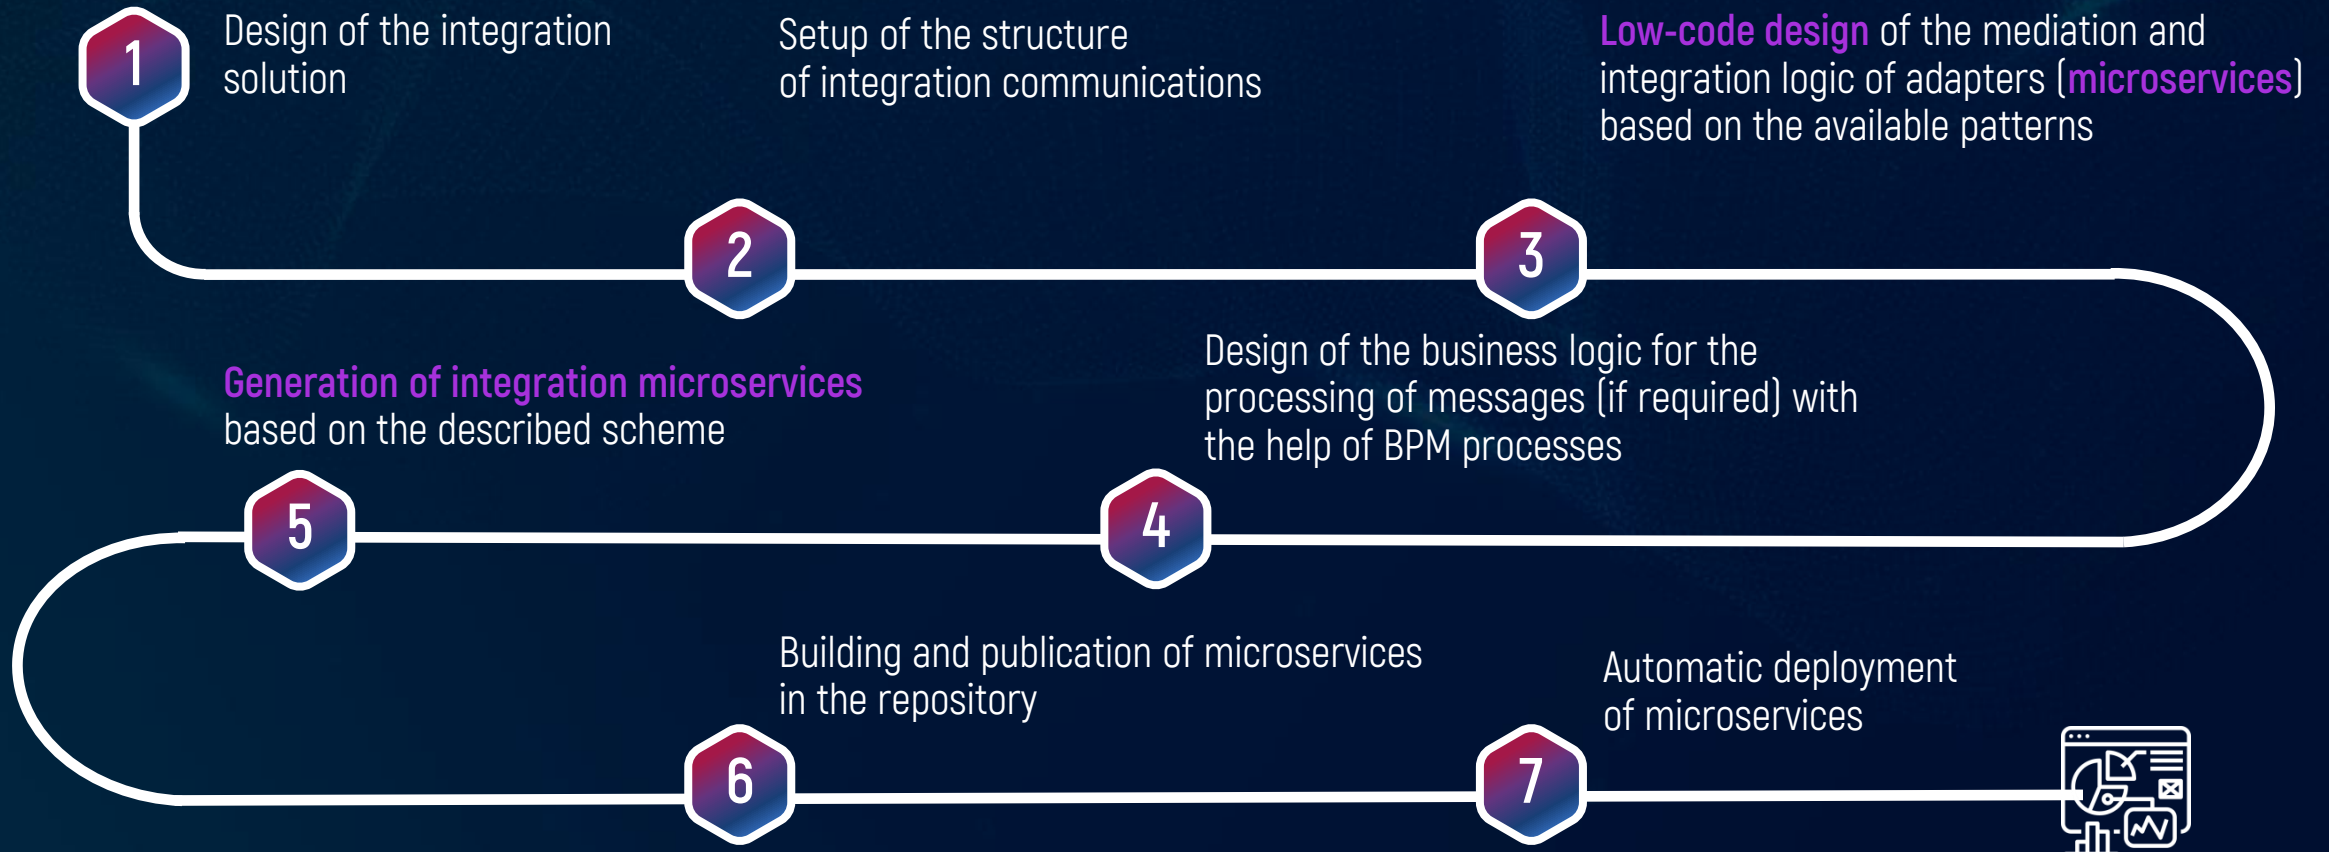 1
Design of the integration
solution
2
Setup of the structure
of integration communications
3
Low-code design of the mediation and
integration logic of adapters (microservices)
based on the available patterns
4
Design of the business logic for the
processing of messages (if required) with
the help of BPM processes
5
Generation of integration microservices
based on the described scheme
6
Building and publication of microservices
in the repository
7
Automatic deployment
of microservices